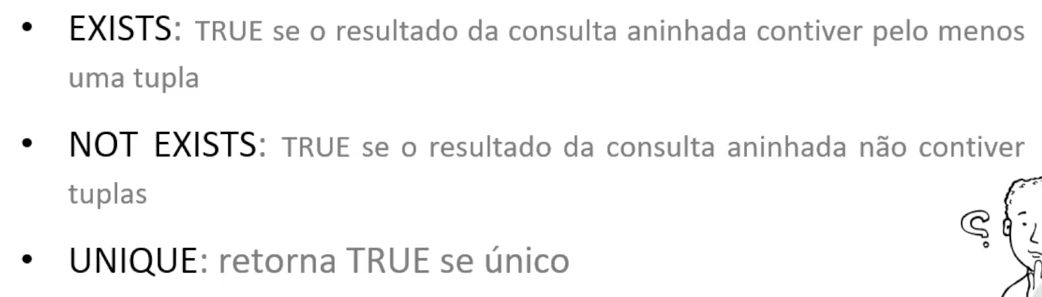 • EXISTS: TRUE se o resultado da consulta aninhada contiver pelo menos
uma tupla
• NOT EXISTS: TRUE se o resultado da consulta aninhada não contiver
tuplas
• UNIQUE: retorna TRUE se único
?